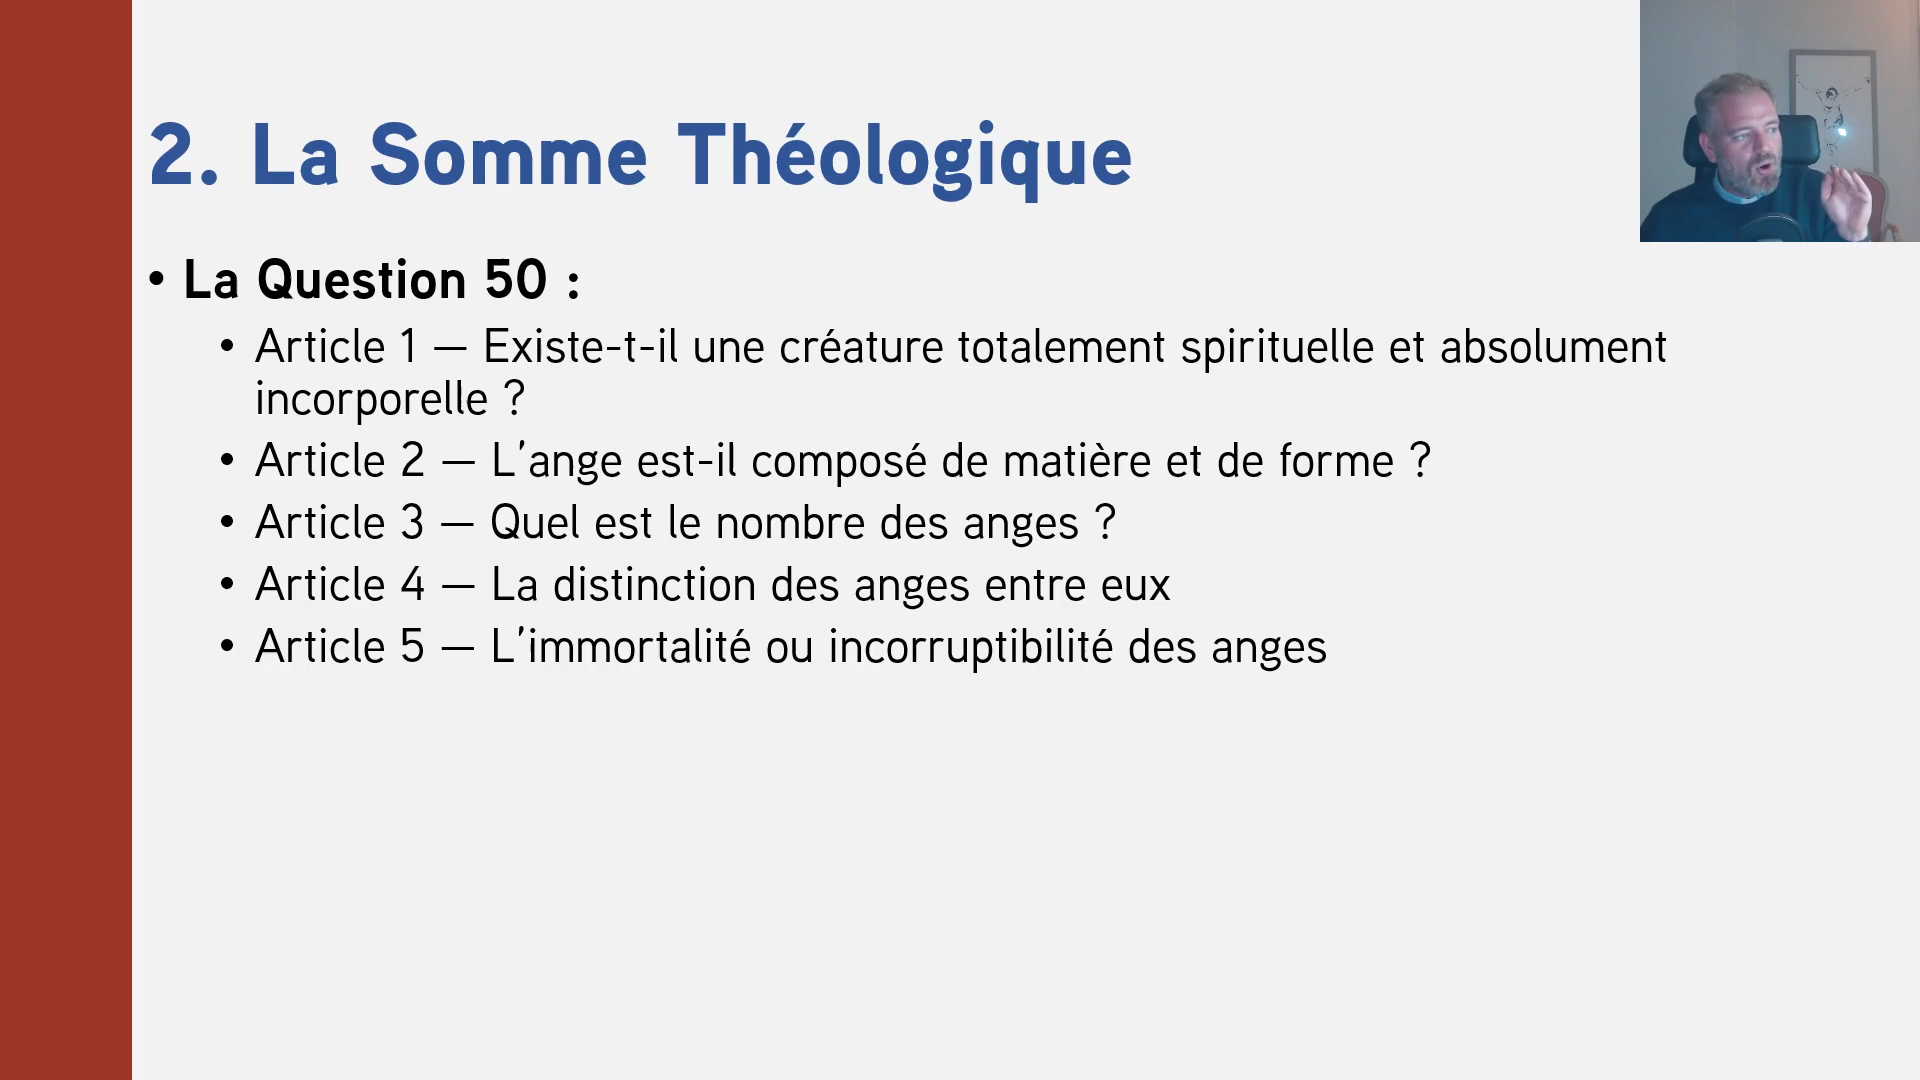 2. La Somme Théologique
• La Question 50 :
• Article 1 — Existe-t-il une créature totalement spirituelle et absolument
incorporelle ?
• Article 2 — L'ange est-il composé de matière et de forme ?
• Article 3 — Quel est le nombre des anges ?
• Article 4 — La distinction des anges entre eux
• Article 5 — L'immortalité ou incorruptibilité des anges